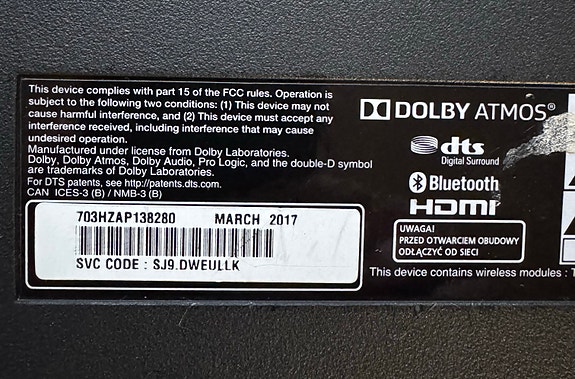 This device complies with part 15 of the FCC rules. Operation is
subject to the following two conditions: (1) This device may not
cause harmful interference, and (2) This device must accept any
interference received, including interference that may cause
undesired operation.
Manufactured under license from Dolby Laboratories.
Dolby, Dolby Atmos, Dolby Audio, Pro Logic, and the double-D symbol
are trademarks of Dolby Laboratories.
For DTS patents, see http://patents.dts.com.
CAN ICES-3 (B) / NMB-3 (B)
703HZAP138280 MARCH 2017
SVC CODE : SJ9.DWEULLK
DOLBY ATMOS®
dts
Digital Surround
Bluetooth
HDMI
UWAGA!
PRZED OTWARCIEM OBUDOWY
ODŁĄCZYĆ OD SIECI
This device contains wireless modules :